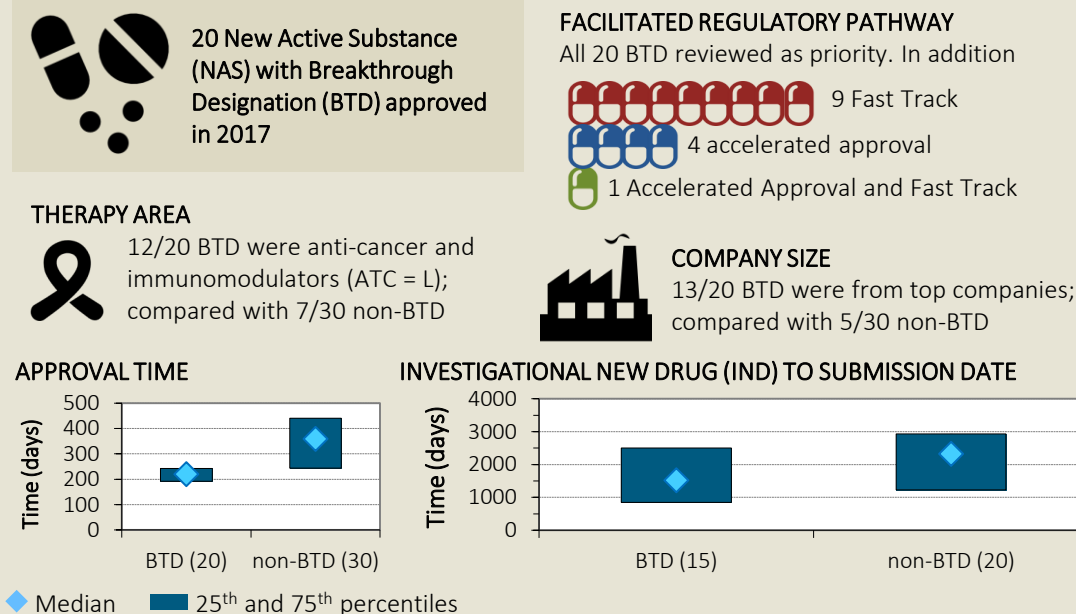 20 New Active Substance
(NAS) with Breakthrough
Designation (BTD) approved
in 2017
FACILITATED REGULATORY PATHWAY
All 20 BTD reviewed as priority. In addition
9 Fast Track
4 accelerated approval
1 Accelerated Approval and Fast Track
THERAPY AREA
12/20 BTD were anti-cancer and
immunomodulators (ATC = L);
compared with 7/30 non-BTD
COMPANY SIZE
13/20 BTD were from top companies;
compared with 5/30 non-BTD
APPROVAL TIME
Time (days)
500
400
300
200
100
0
BTD (20) non-BTD (30)
INVESTIGATIONAL NEW DRUG (IND) TO SUBMISSION DATE
Time (days)
4000
3000
2000
1000
0
BTD (15) non-BTD (20)
Median 25th and 75th percentiles